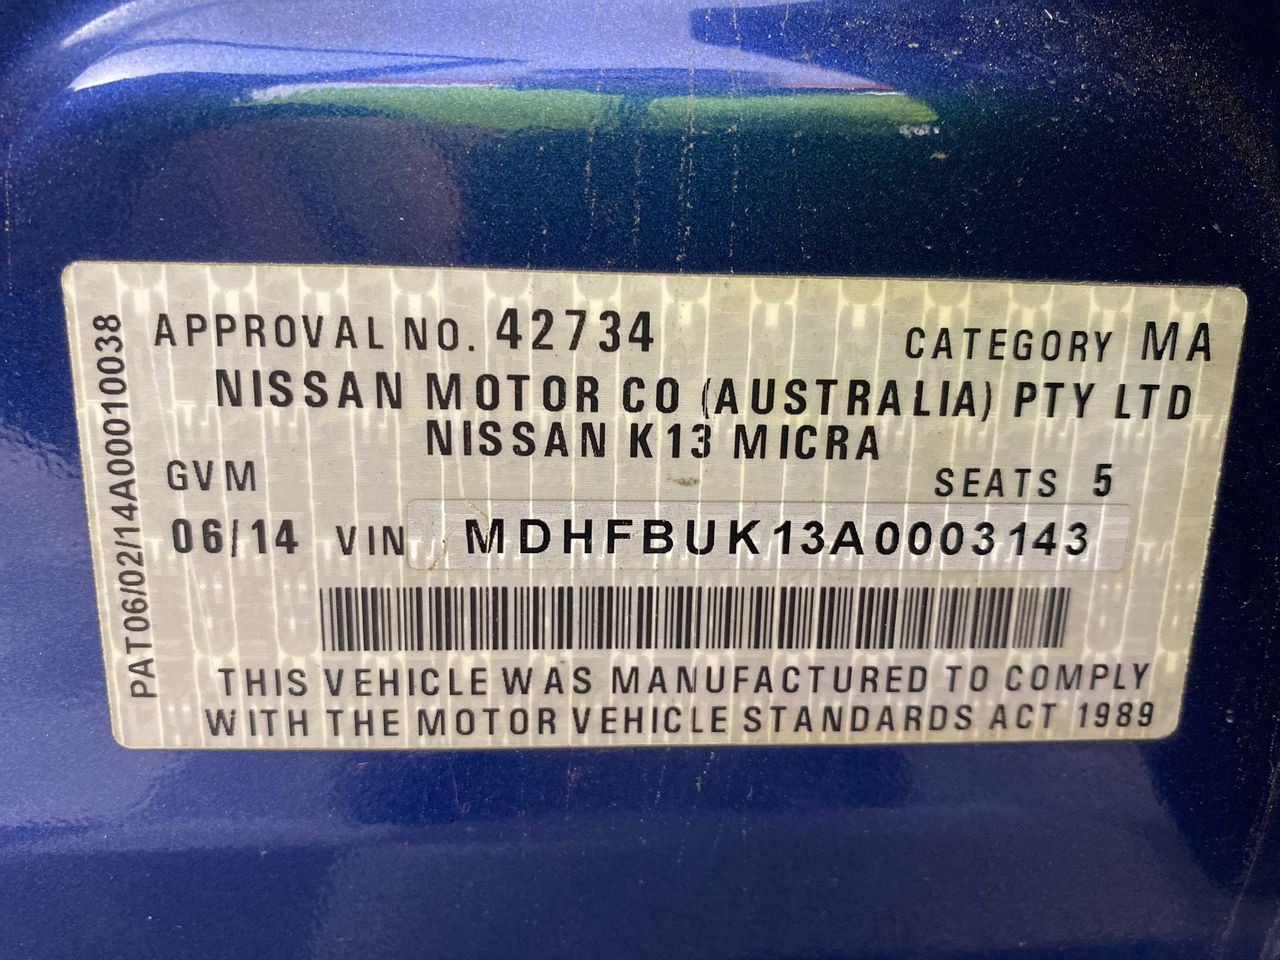 APPROVAL NO. 42734 CATEGORY MA
NISSAN MOTOR CO (AUSTRALIA) PTY LTD
NISSAN K13 MICRA
GVM SEATS 5
06/14 VIN MDHFBUK13A0003143
THIS VEHICLE WAS MANUFACTURED TO COMPLY
WITH THE MOTOR VEHICLE STANDARDS ACT 1989
PAT06/02/14A00010038